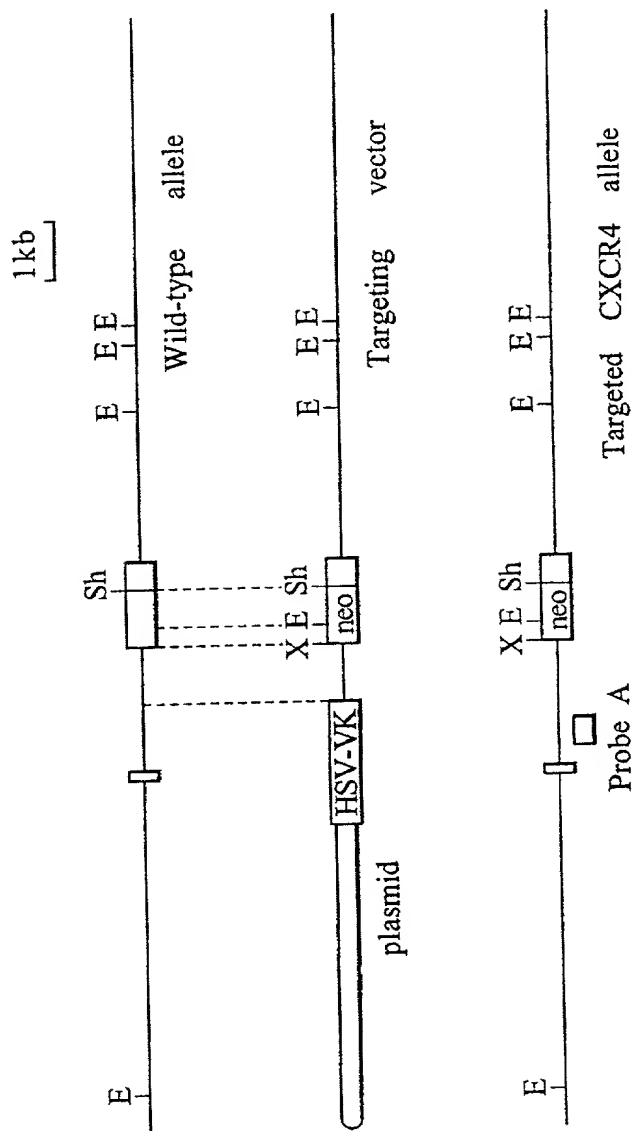 1kb
E Sh E E E
Wild-type allele
X E Sh E E E
HSV-VK neo
plasmid Targeting vector
E X E Sh E E E
neo
Probe A Targeted CXCR4 allele